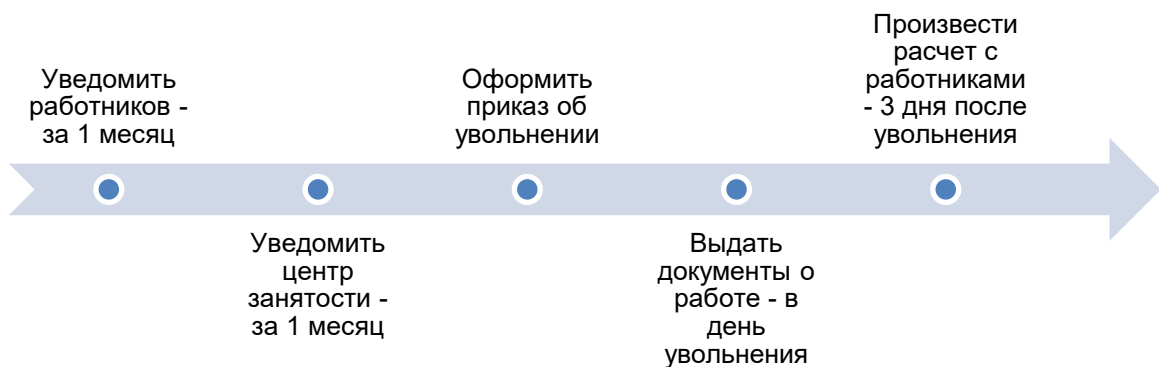 Уведомить
работников -
за 1 месяц
Уведомить
центр
занятости -
за 1 месяц
Оформить
приказ об
увольнении
Выдать
документы о
работе - в
день
увольнения
Произвести
расчет с
работниками
- 3 дня после
увольнения